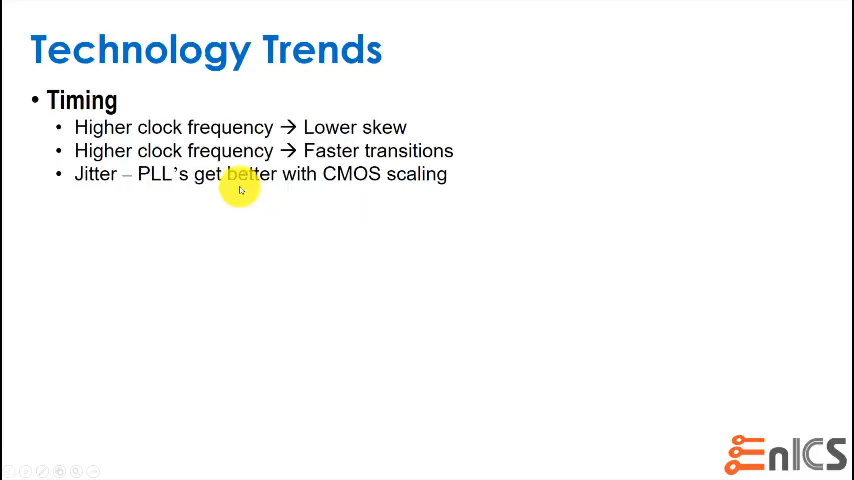 Technology Trends
• Timing
• Higher clock frequency → Lower skew
• Higher clock frequency → Faster transitions
• Jitter – PLL's get better with CMOS scaling
EnICS